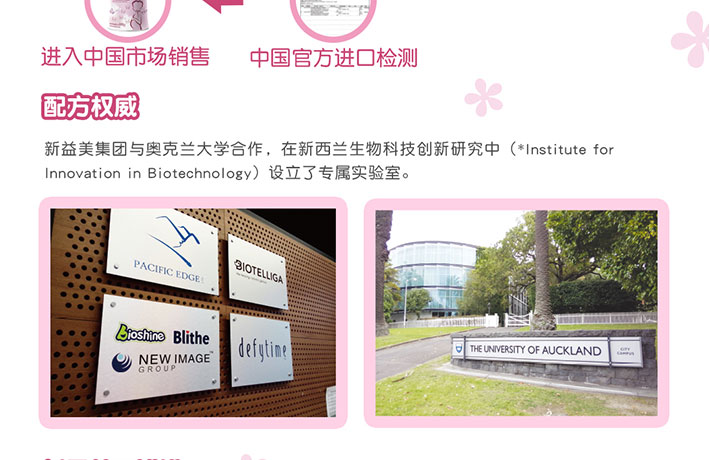 进入中国市场销售
中国官方进口检测
配方权威
新益美集团与奥克兰大学合作，在新西兰生物科技创新研究中（*Institute for
Innovation in Biotechnology）设立了专属实验室。
PACIFIC EDGE
BIOTELLIGA
bioshine
Blithe
NEW IMAGE™
GROUP
defytime
THE UNIVERSITY OF AUCKLAND
CITY
CAMPUS